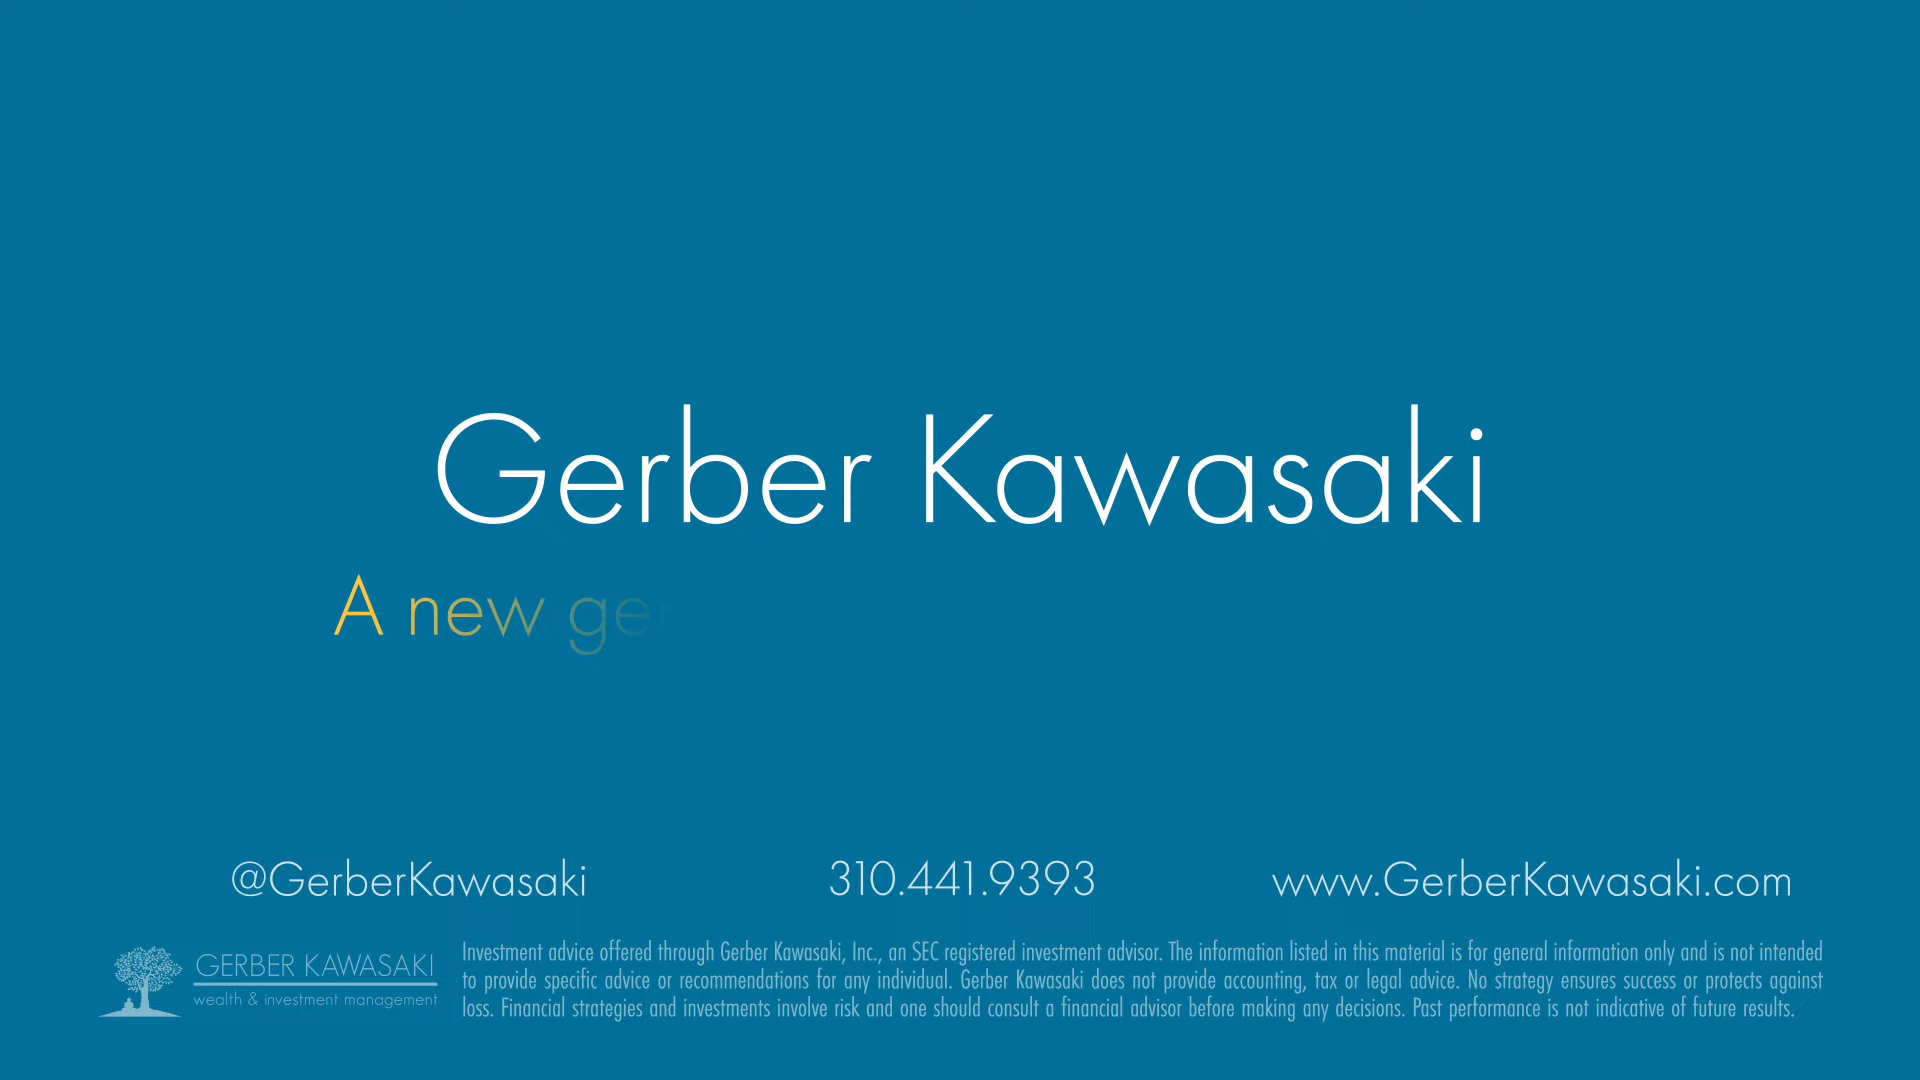 Gerber Kawasaki
A new ge
@GerberKawasaki
310.441.9393
www.GerberKawasaki.com
GERBER KAWASAKI
wealth & investment management
Investment advice offered through Gerber Kawasaki, Inc., an SEC registered investment advisor. The information listed in this material is for general information only and is not intended
to provide specific advice or recommendations for any individual. Gerber Kawasaki does not provide accounting, tax or legal advice. No strategy ensures success or protects against
loss. Financial strategies and investments involve risk and one should consult a financial advisor before making any decisions. Past performance is not indicative of future results.